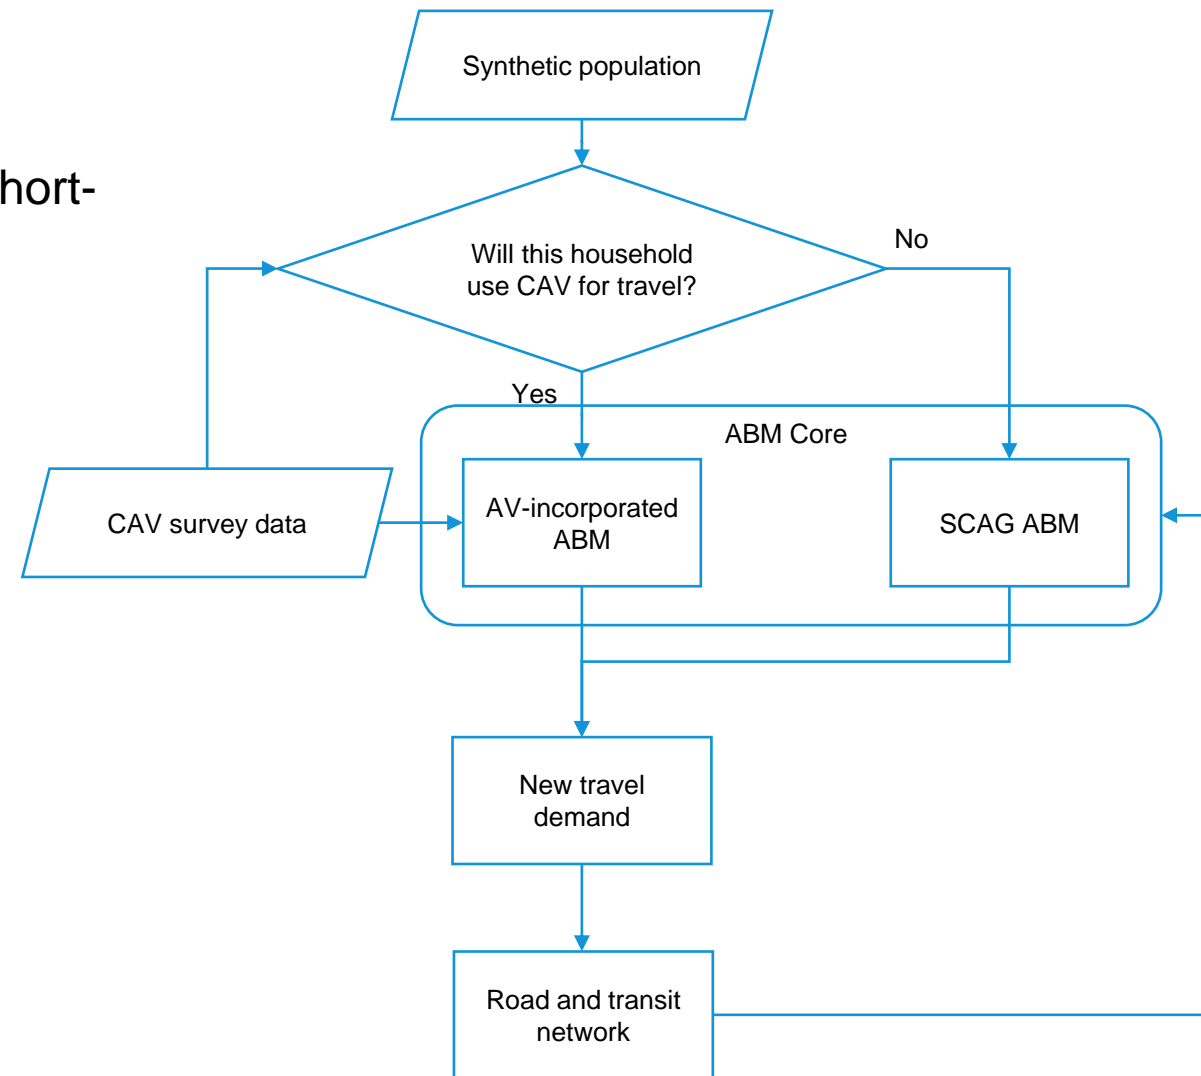 Synthetic population
hort-
Will this household
use CAV for travel?
No
Yes
ABM Core
CAV survey data
AV-incorporated
ABM
SCAG ABM
New travel
demand
Road and transit
network